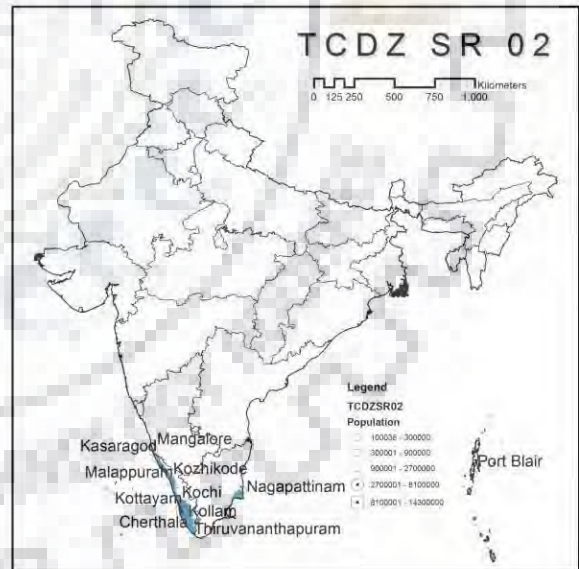 TCDZ SR 02
Kilometers
0 125 250 500 750 1,000
Legend
TCDZSR02
Population
100036 - 300000
300001 - 900000
900001 - 2700000
2700001 - 8100000
8100001 - 14300000
Kasaragod
Mangalore
Malappuram
Kozhikode
Kottayam
Kochi
Nagapattinam
Kollam
Cherthala
Thiruvananthapuram
Port Blair